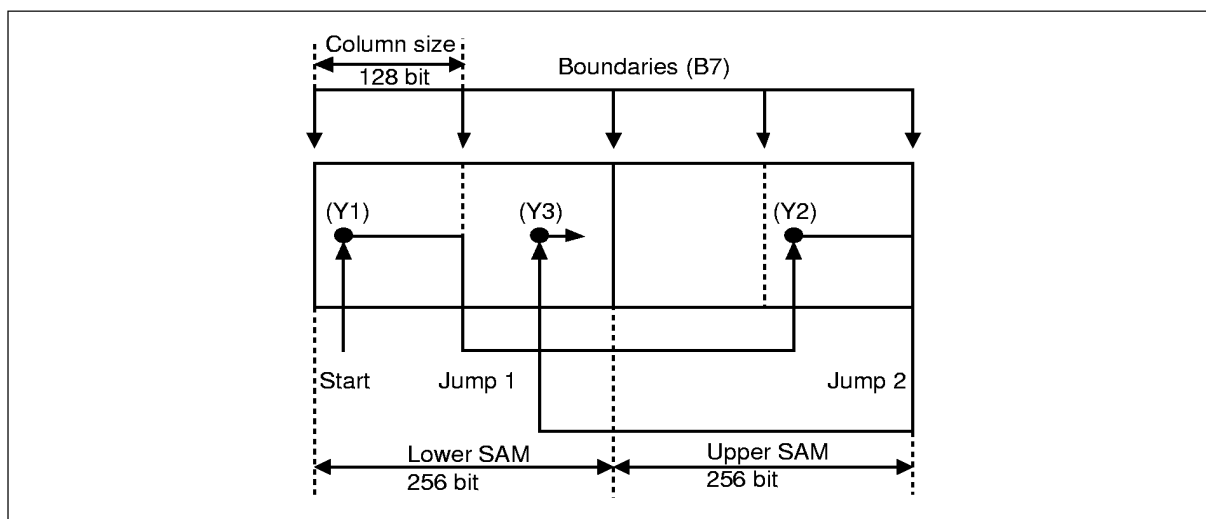 Column size
128 bit
Boundaries (B7)
(Y1)
(Y3)
(Y2)
Start
Jump 1
Jump 2
Lower SAM
256 bit
Upper SAM
256 bit